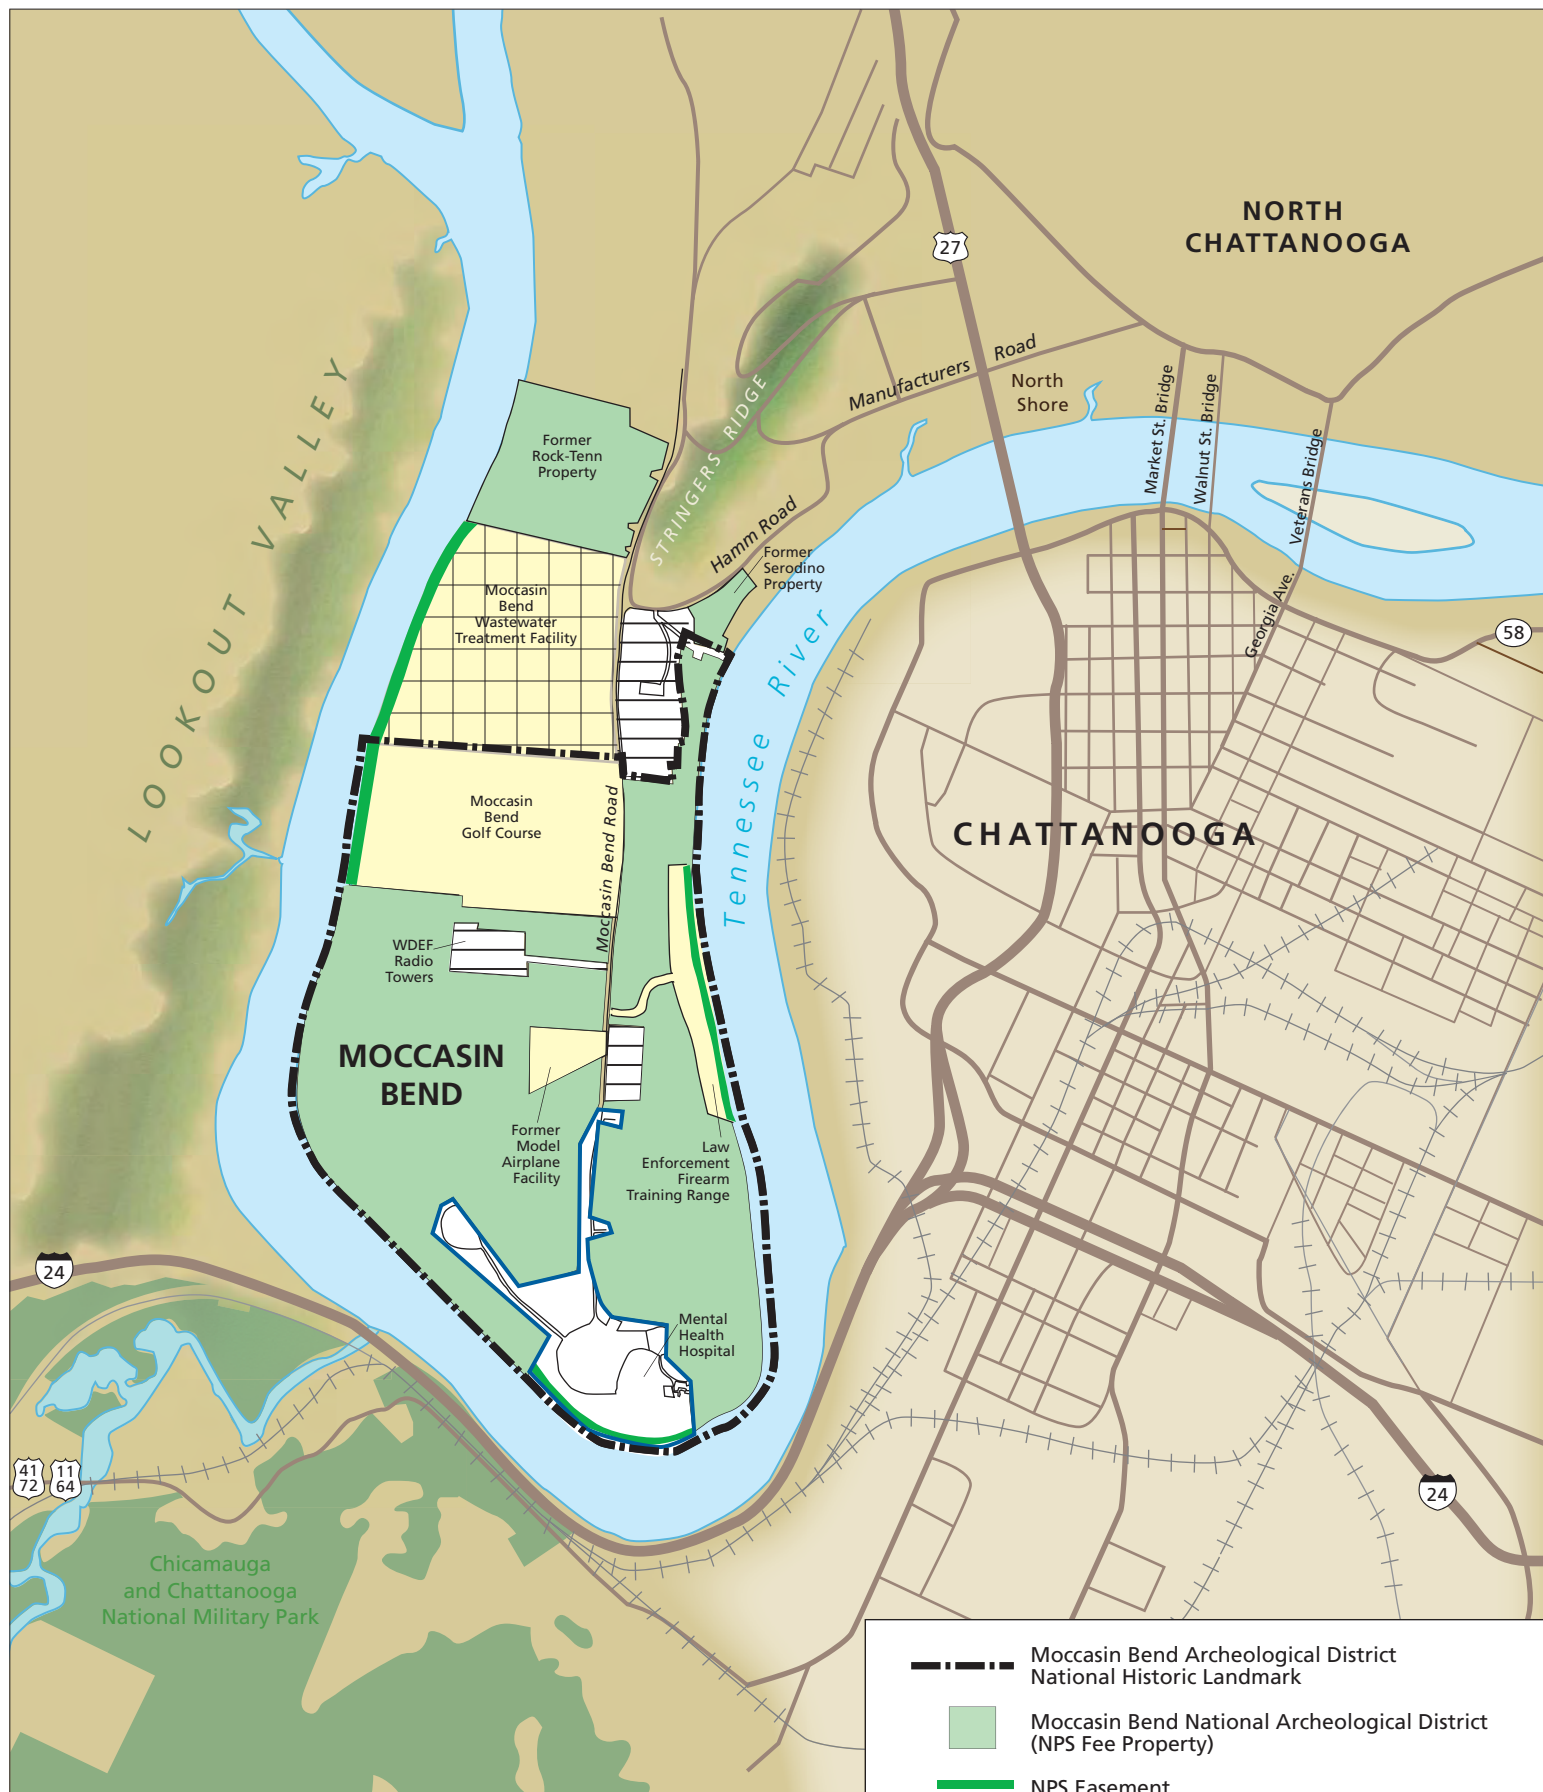 NORTH
CHATTANOOGA
27
LOOKOUT VALLEY
STRINGERS RIDGE
Manufacturers Road
North
Shore
Market St. Bridge
Walnut St. Bridge
Veterans Bridge
Former
Rock-Tenn
Property
Hamm Road
Former
Serodino
Property
Moccasin
Bend
Wastewater
Treatment Facility
Georgia Ave.
58
Tennessee River
Moccasin
Bend
Golf Course
Moccasin Bend Road
CHATTANOOGA
WDEF
Radio
Towers
MOCCASIN
BEND
Former
Model
Airplane
Facility
Law
Enforcement
Firearm
Training Range
24
Mental
Health
Hospital
41
72
11
64
24
Chicamauga
and Chattanooga
National Military Park
Moccasin Bend Archeological District
National Historic Landmark
Moccasin Bend National Archeological District
(NPS Fee Property)
NPS Easement